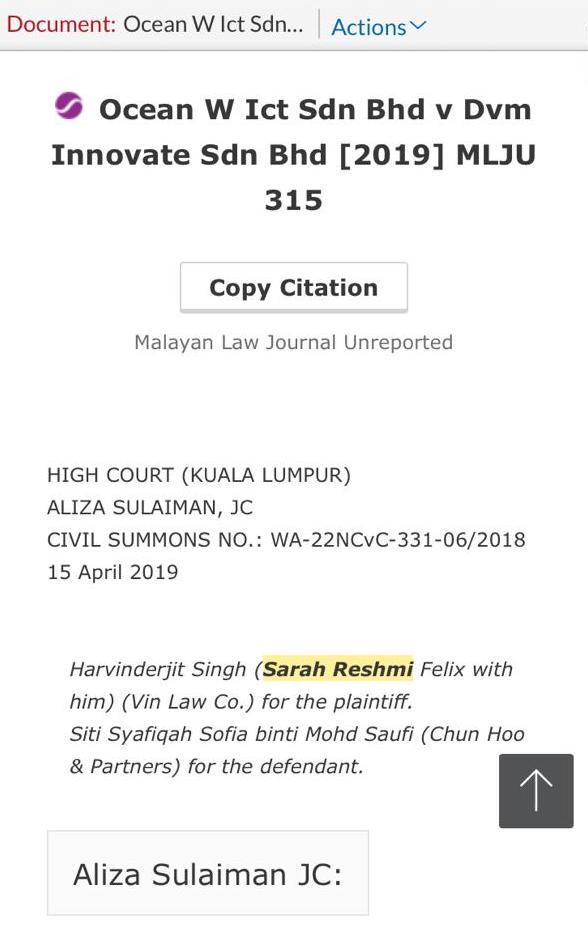 Document: Ocean W Ict Sdn... Actions
Ocean W Ict Sdn Bhd v Dvm
Innovate Sdn Bhd [2019] MLJU
315
Copy Citation
Malayan Law Journal Unreported
HIGH COURT (KUALA LUMPUR)
ALIZA SULAIMAN, JC
CIVIL SUMMONS NO.: WA-22NCvC-331-06/2018
15 April 2019
Harvinderjit Singh (Sarah Reshmi Felix with
him) (Vin Law Co.) for the plaintiff.
Siti Syafiqah Sofia binti Mohd Saufi (Chun Hoo
& Partners) for the defendant.
Aliza Sulaiman JC: